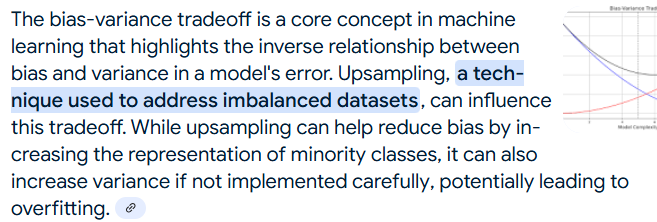 The bias-variance tradeoff is a core concept in machine
learning that highlights the inverse relationship between
bias and variance in a model's error. Upsampling, a tech-
nique used to address imbalanced datasets, can influence
this tradeoff. While upsampling can help reduce bias by in-
creasing the representation of minority classes, it can also
increase variance if not implemented carefully, potentially leading to
overfitting.
Bias-Variance Trad
Model Complexity